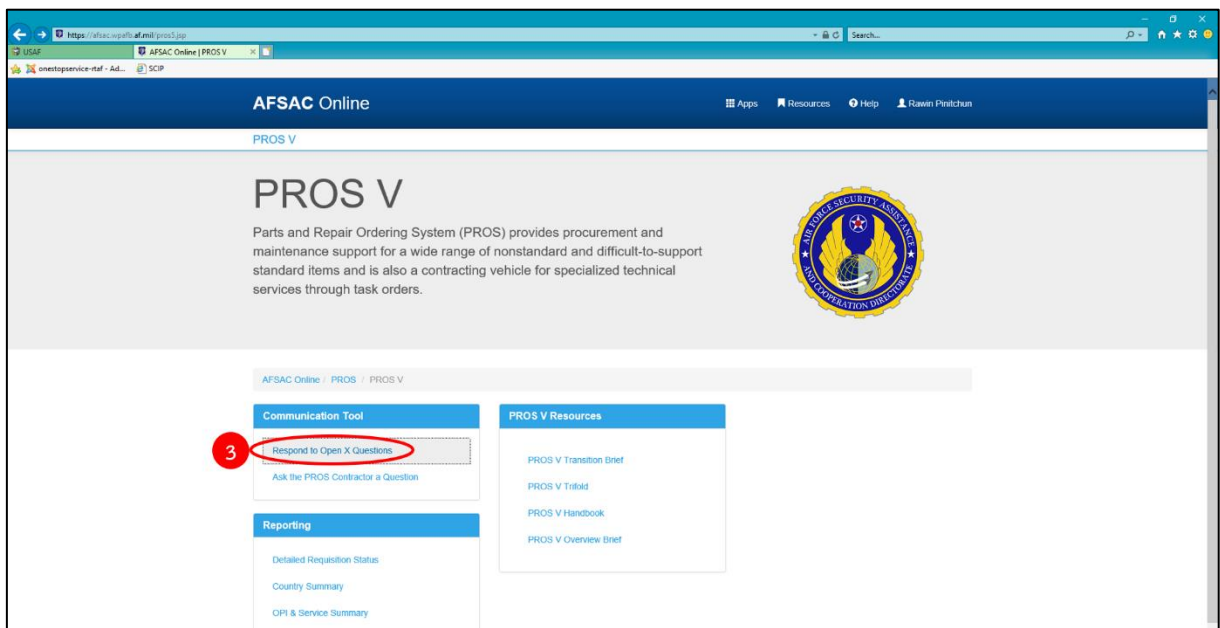 https://afsac.wpafb.af.mil/pros5.jsp
Search...
USAF
AFSAC Online | PROS V
onestopservice-rtaf - Ad...
SCIP
AFSAC Online
Apps
Resources
Help
Rawin Pinitchun
PROS V
PROS V
Parts and Repair Ordering System (PROS) provides procurement and
maintenance support for a wide range of nonstandard and difficult-to-support
standard items and is also a contracting vehicle for specialized technical
services through task orders.
AIR FORCE SECURITY ASSISTANCE
AND COOPERATION DIRECTORATE
AFSAC Online / PROS / PROS V
Communication Tool
3
Respond to Open X Questions
Ask the PROS Contractor a Question
Reporting
Detailed Requisition Status
Country Summary
OPI & Service Summary
PROS V Resources
PROS V Transition Brief
PROS V Trifold
PROS V Handbook
PROS V Overview Brief